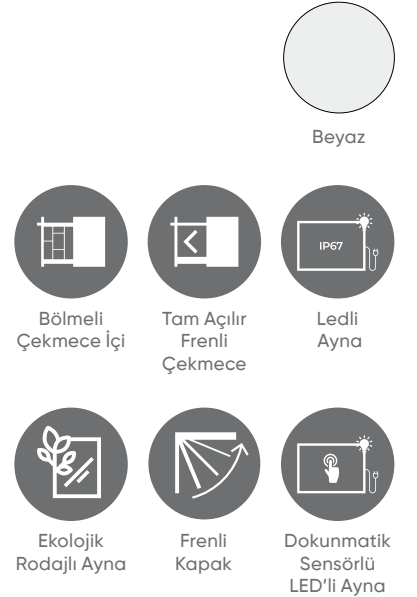 Beyaz
IP67
Bölmeli
Çekmece İçi
Tam Açılır
Frenli
Çekmece
Ledli
Ayna
Ekolojik
Rodajlı Ayna
Frenli
Kapak
Dokunmatik
Sensörlü
LED'li Ayna